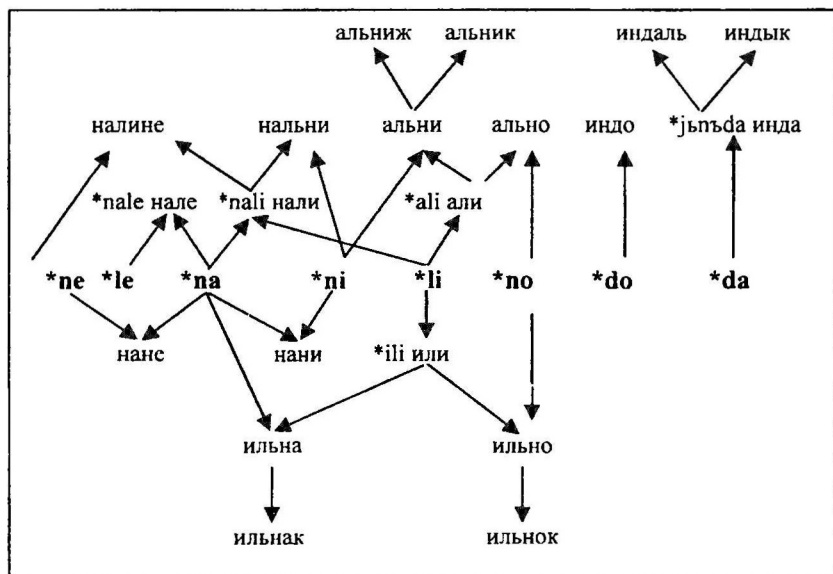 альниж альник индаль индык
налине нальни альни ально индо *jьnъda инда
*nale нале *nali нали *ali али
*ne *le *na *ni *li *no *do *da
нане нани *ili или
ильна ильно
ильнак ильнок